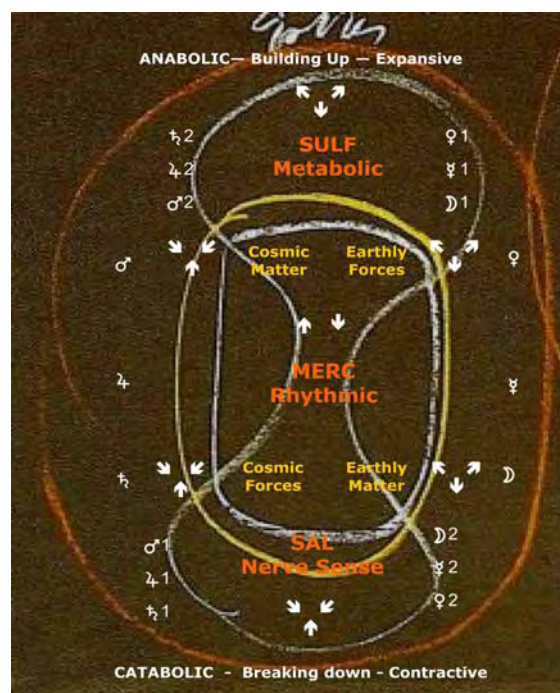 ANABOLIC— Building Up — Expansive
♄2
♀1
SULF
Metabolic
♃2
☿1
♂2
☽1
Cosmic
Matter
Earthly
Forces
♂
♀
MERC
Rhythmic
♃
☿
Cosmic
Forces
Earthly
Matter
♄
☽
SAL
Nerve Sense
♂1
♃1
♄1
☽2
☿2
♀2
CATABOLIC - Breaking down - Contractive